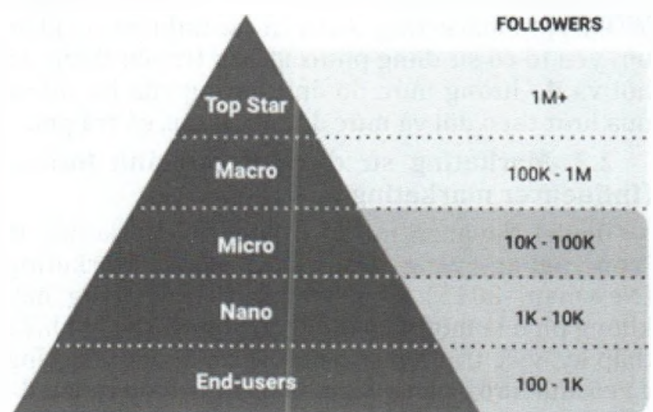 FOLLOWERS
Top Star 1M+
Macro 100K - 1M
Micro 10K - 100K
Nano 1K - 10K
End-users 100 - 1K